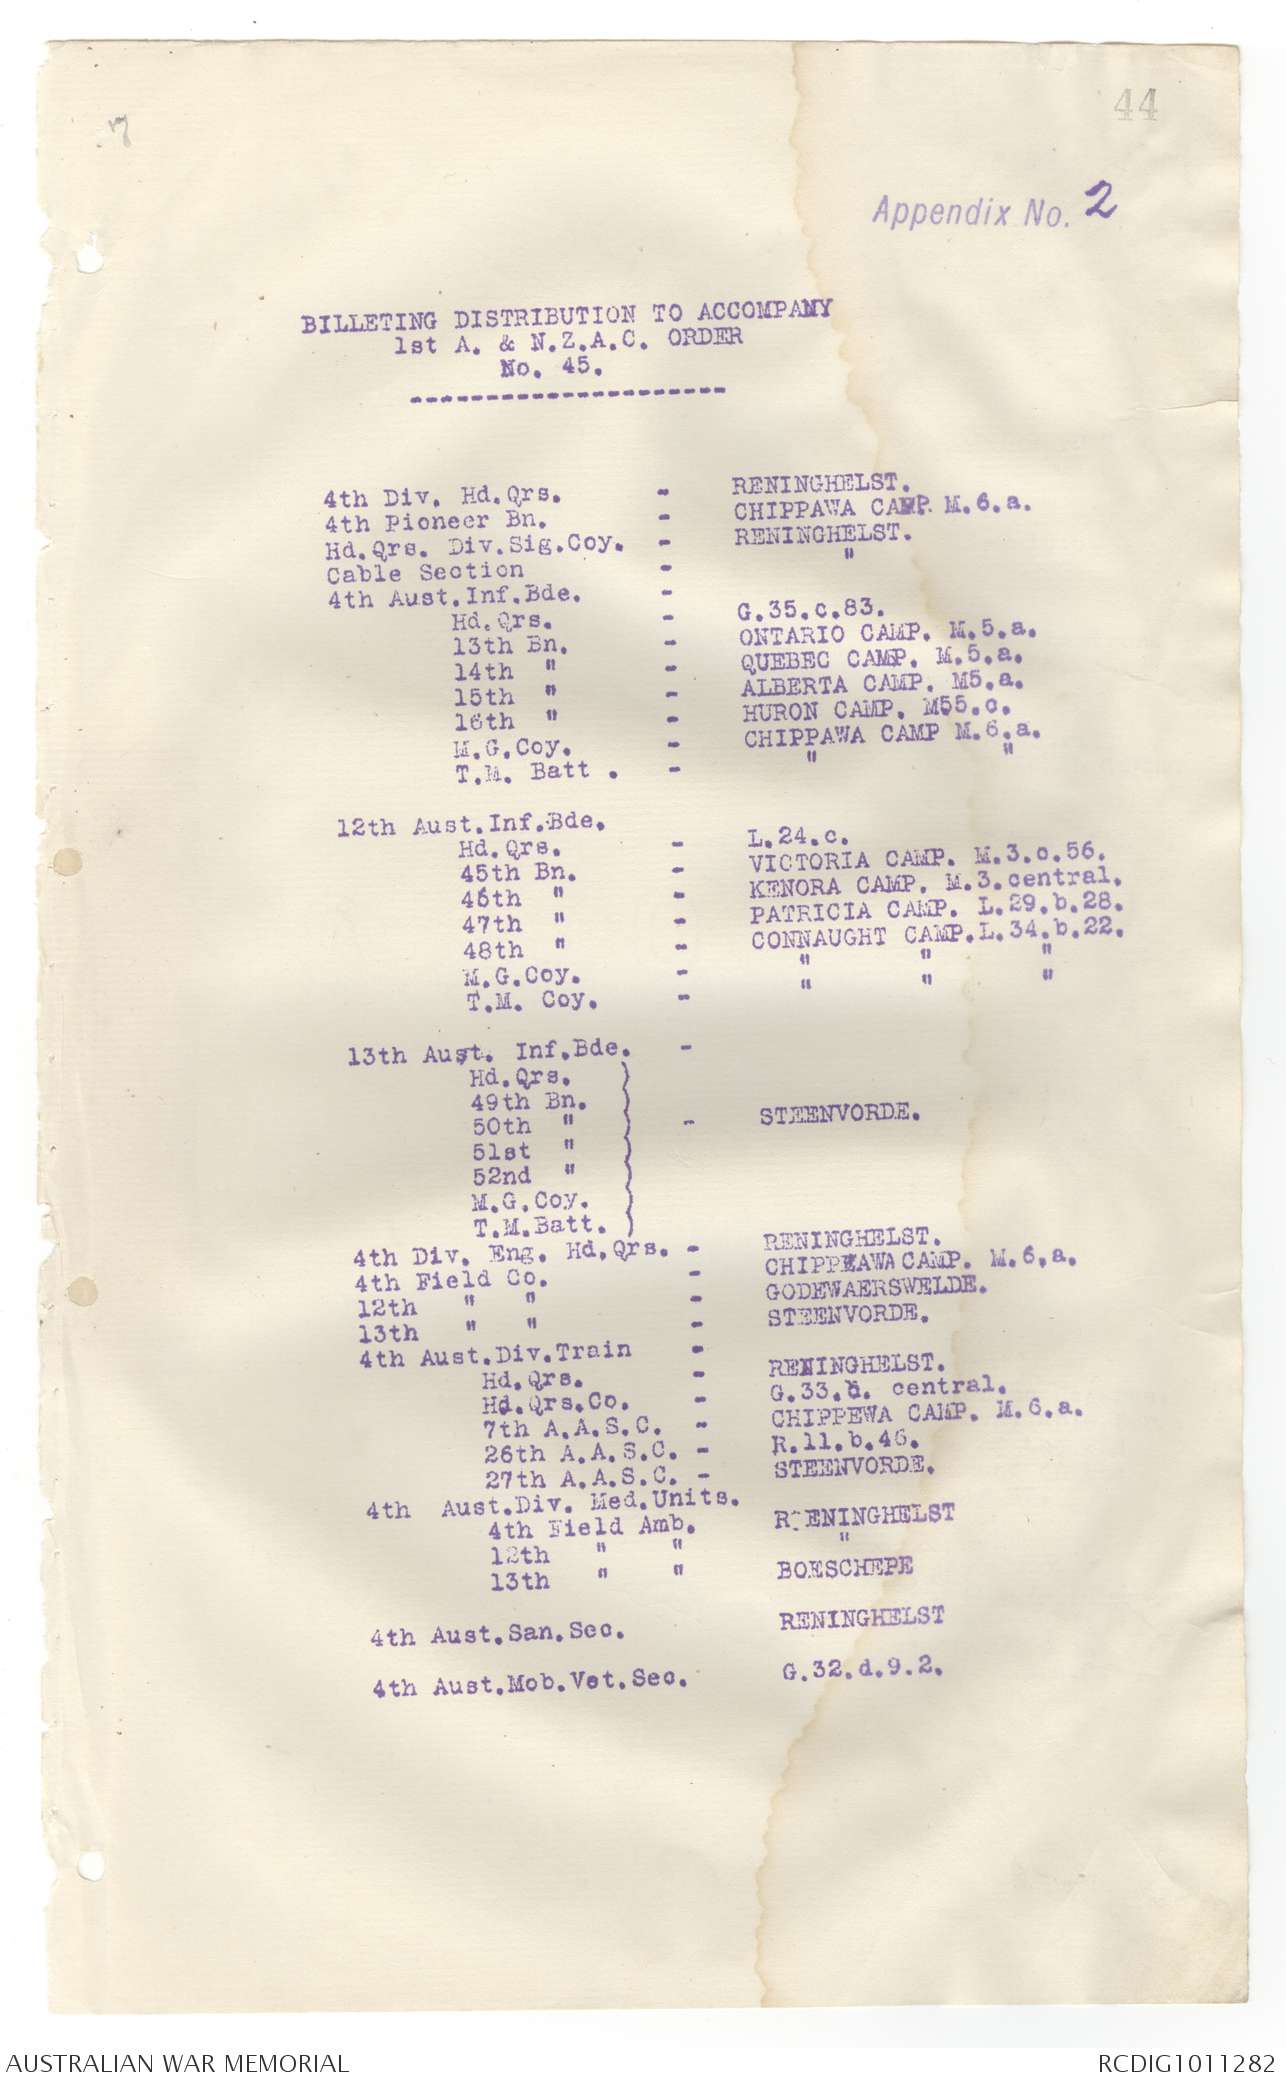 7
44
Appendix No. 2
BILLETING DISTRIBUTION TO ACCOMPANY
1st A. & N.Z.A.C. ORDER
No. 45.
---------------------
4th Div. Hd.Qrs. - RENINGHELST.
4th Pioneer Bn. - CHIPPAWA CAMP. M.6.a.
Hd.Qrs. Div.Sig.Coy. - RENINGHELST.
Cable Section - "
4th Aust.Inf.Bde. -
Hd.Qrs. - G.35.c.83.
13th Bn. - ONTARIO CAMP. M.5.a.
14th " - QUEBEC CAMP. M.5.a.
15th " - ALBERTA CAMP. M5.a.
16th " - HURON CAMP. M55.c.
M.G.Coy. - CHIPPAWA CAMP M.6.a.
T.M. Batt . - " "
12th Aust.Inf.Bde.
Hd.Qrs. - L.24.c.
45th Bn. - VICTORIA CAMP. M.3.c.56.
46th " - KENORA CAMP. M.3.central.
47th " - PATRICIA CAMP. L.29.b.28.
48th " - CONNAUGHT CAMP.L.34.b.22.
M.G.Coy. - " " "
T.M. Coy. - " " "
13th Aust. Inf.Bde. -
Hd.Qrs.
49th Bn.
50th " - STEENVORDE.
51st "
52nd "
M.G.Coy.
T.M.Batt.
4th Div. Eng. Hd.Qrs. - RENINGHELST.
4th Field Co. - CHIPPEAWA CAMP. M.6.a.
12th " " - GODEWAERSWELDE.
13th " " - STEENVORDE.
4th Aust.Div.Train -
Hd.Qrs. - RENINGHELST.
Hd.Qrs.Co. - G.33. central.
7th A.A.S.C. - CHIPPEWA CAMP. M.6.a.
26th A.A.S.C. - R.11.b.46.
27th A.A.S.C. - STEENVORDE.
4th Aust.Div. Med.Units.
4th Field Amb. RENINGHELST
12th " " "
13th " " BOESCHEPE
4th Aust.San.Sec. RENINGHELST
4th Aust.Mob.Vet.Sec. G.32.d.9.2.
AUSTRALIAN WAR MEMORIAL
RCDIG1011282